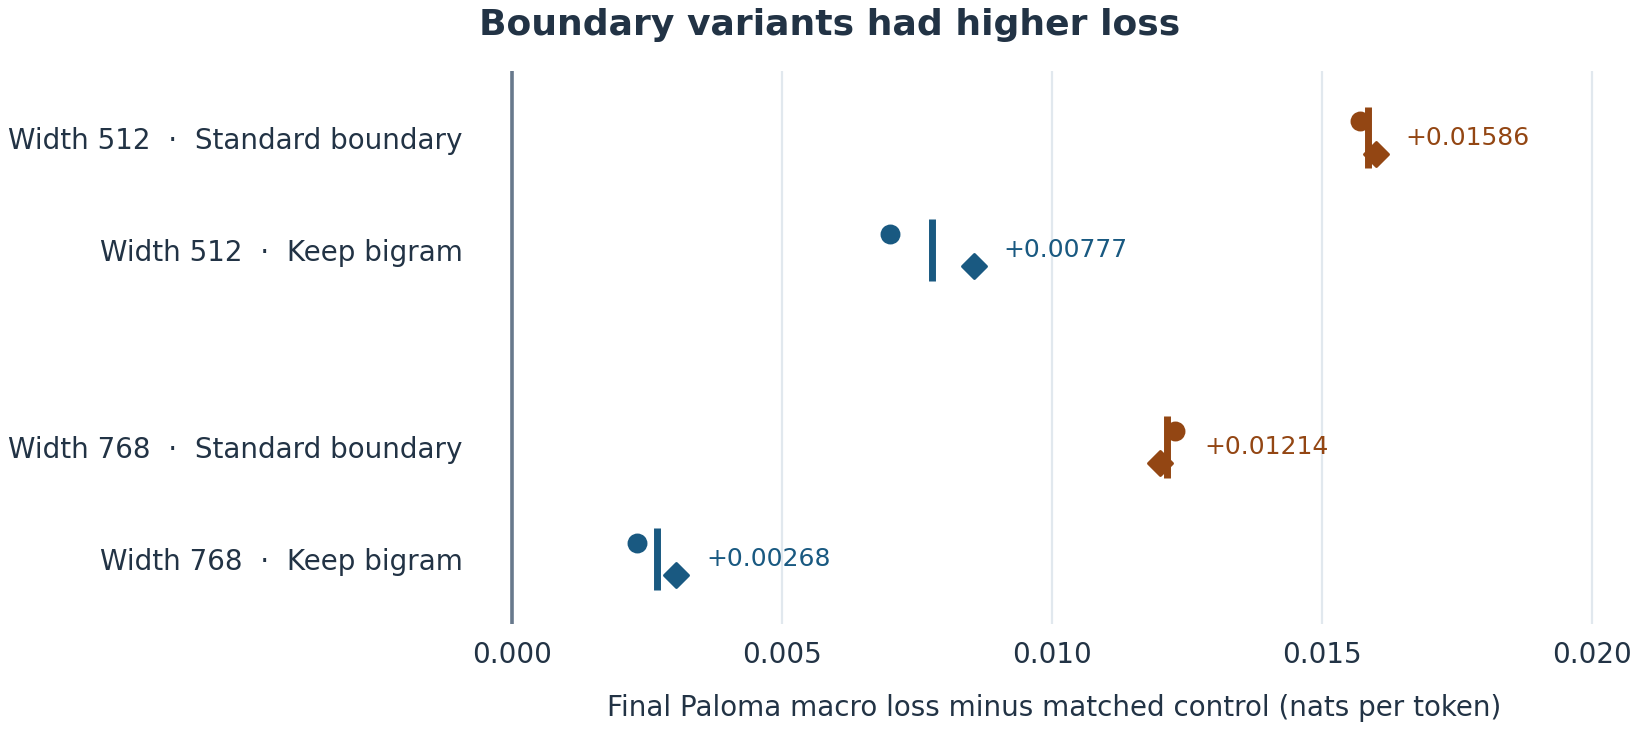 Boundary variants had higher loss
Width 512 · Standard boundary
+0.01586
Width 512 · Keep bigram
+0.00777
Width 768 · Standard boundary
+0.01214
Width 768 · Keep bigram
+0.00268
0.000 0.005 0.010 0.015 0.020
Final Paloma macro loss minus matched control (nats per token)